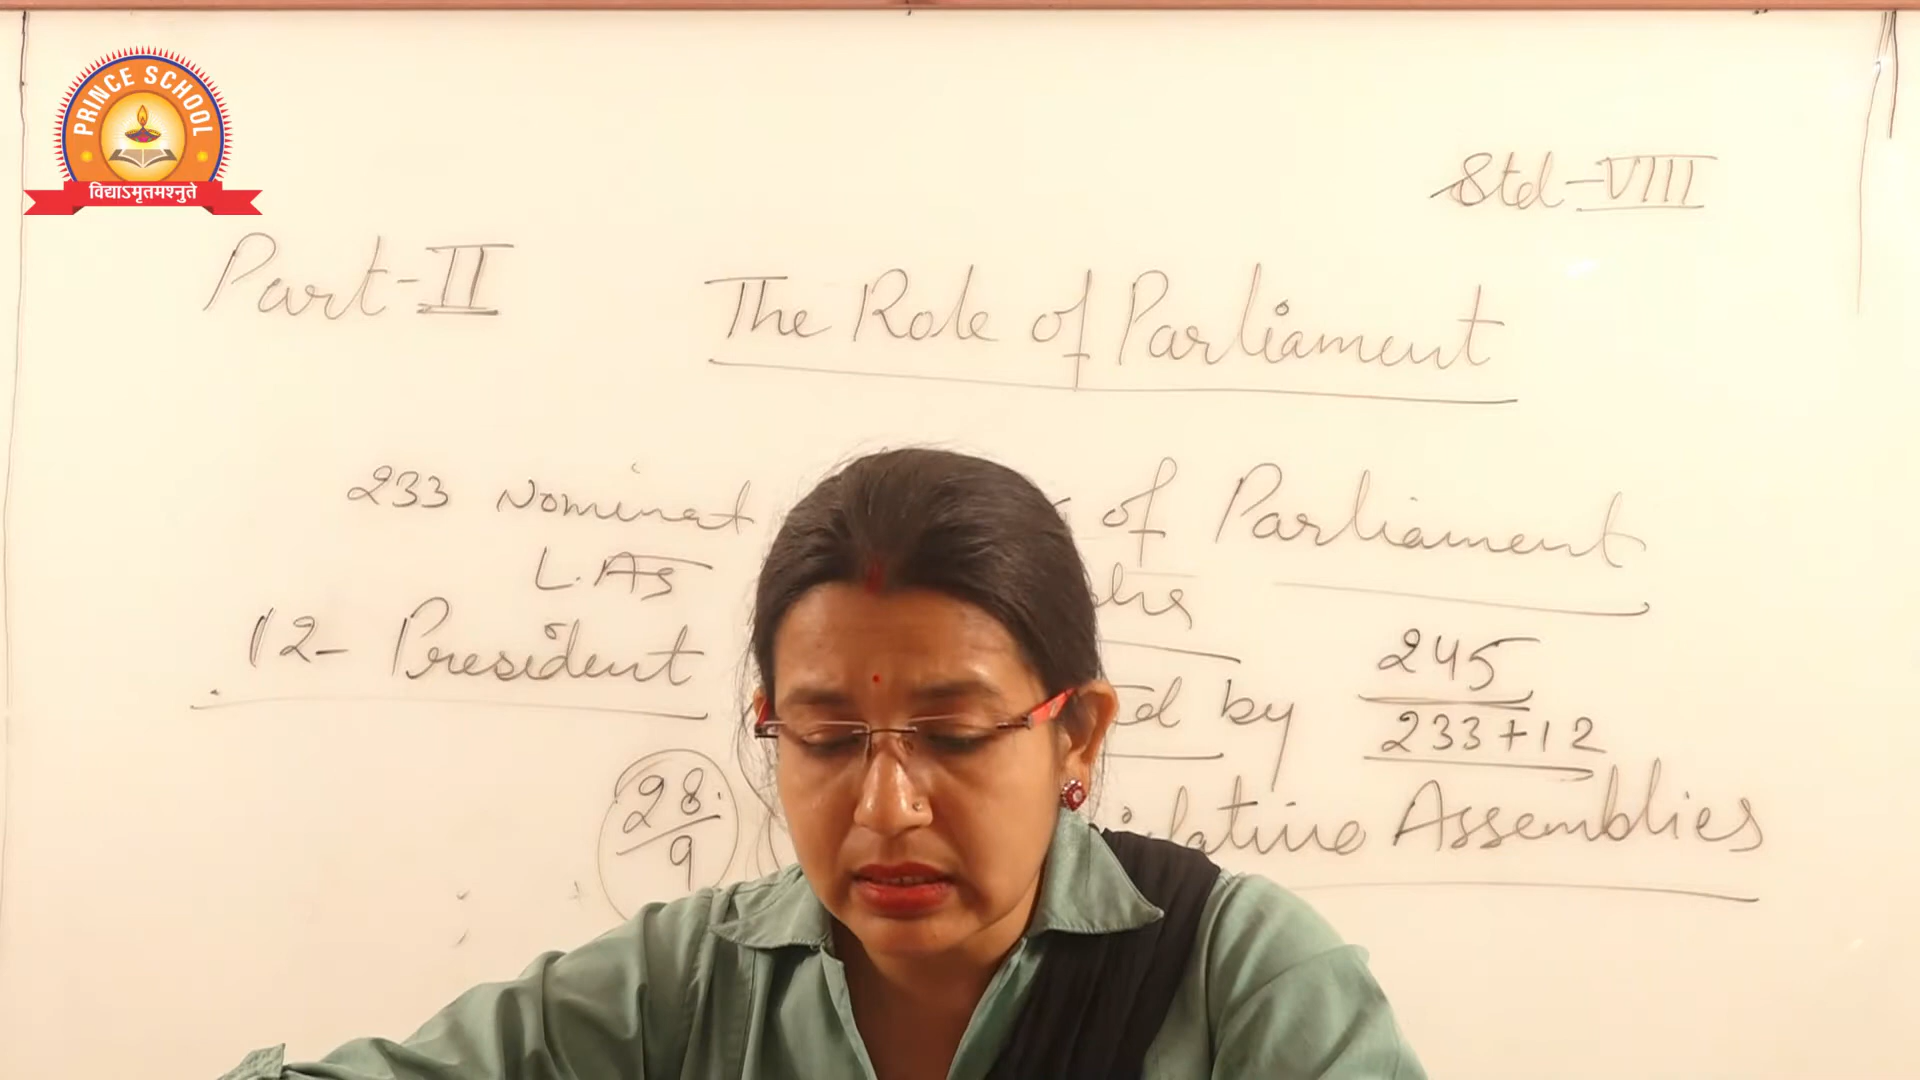 PRINCE SCHOOL
विद्याऽमृतमश्नुते
Std-VIII
Part-II
The Role of Parliament
233 Nominat of Parliament
L.As
12- President
245
by 233+12
28
9
Assemblies